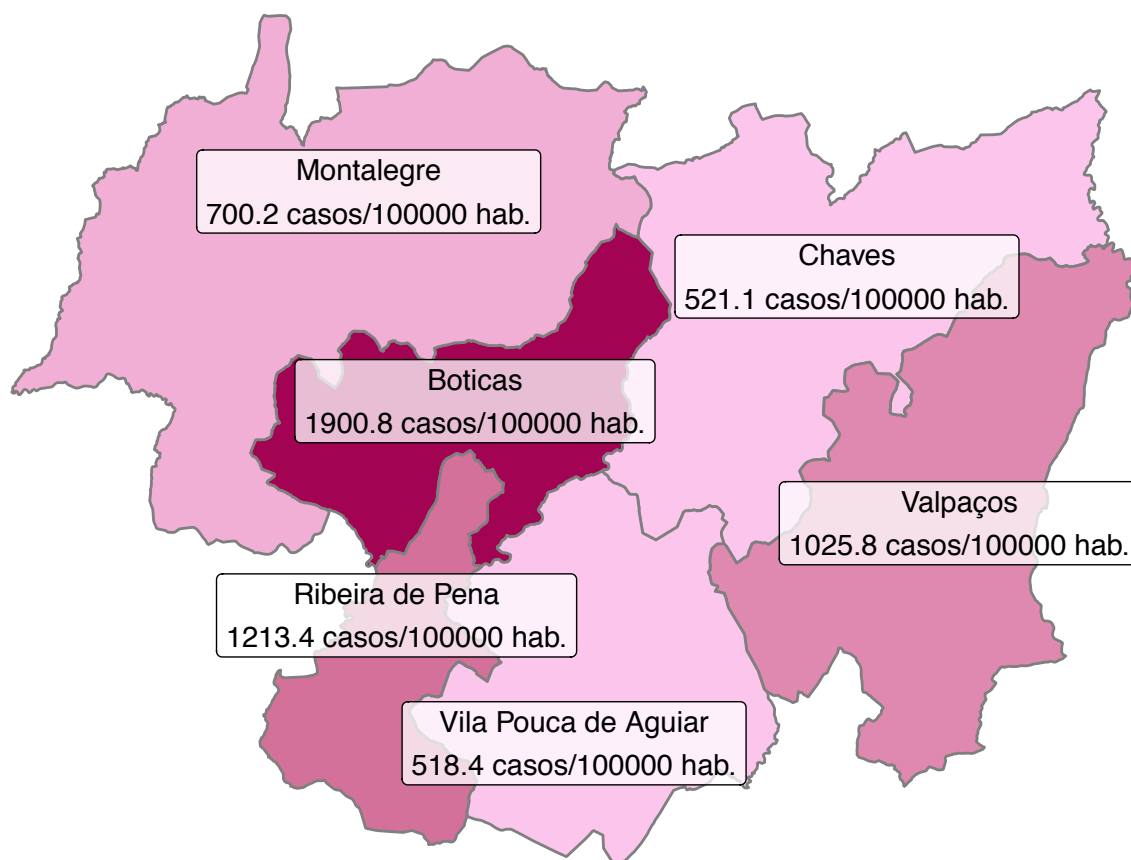 Montalegre
700.2 casos/100000 hab.
Chaves
521.1 casos/100000 hab.
Boticas
1900.8 casos/100000 hab.
Valpaços
1025.8 casos/100000 hab.
Ribeira de Pena
1213.4 casos/100000 hab.
Vila Pouca de Aguiar
518.4 casos/100000 hab.